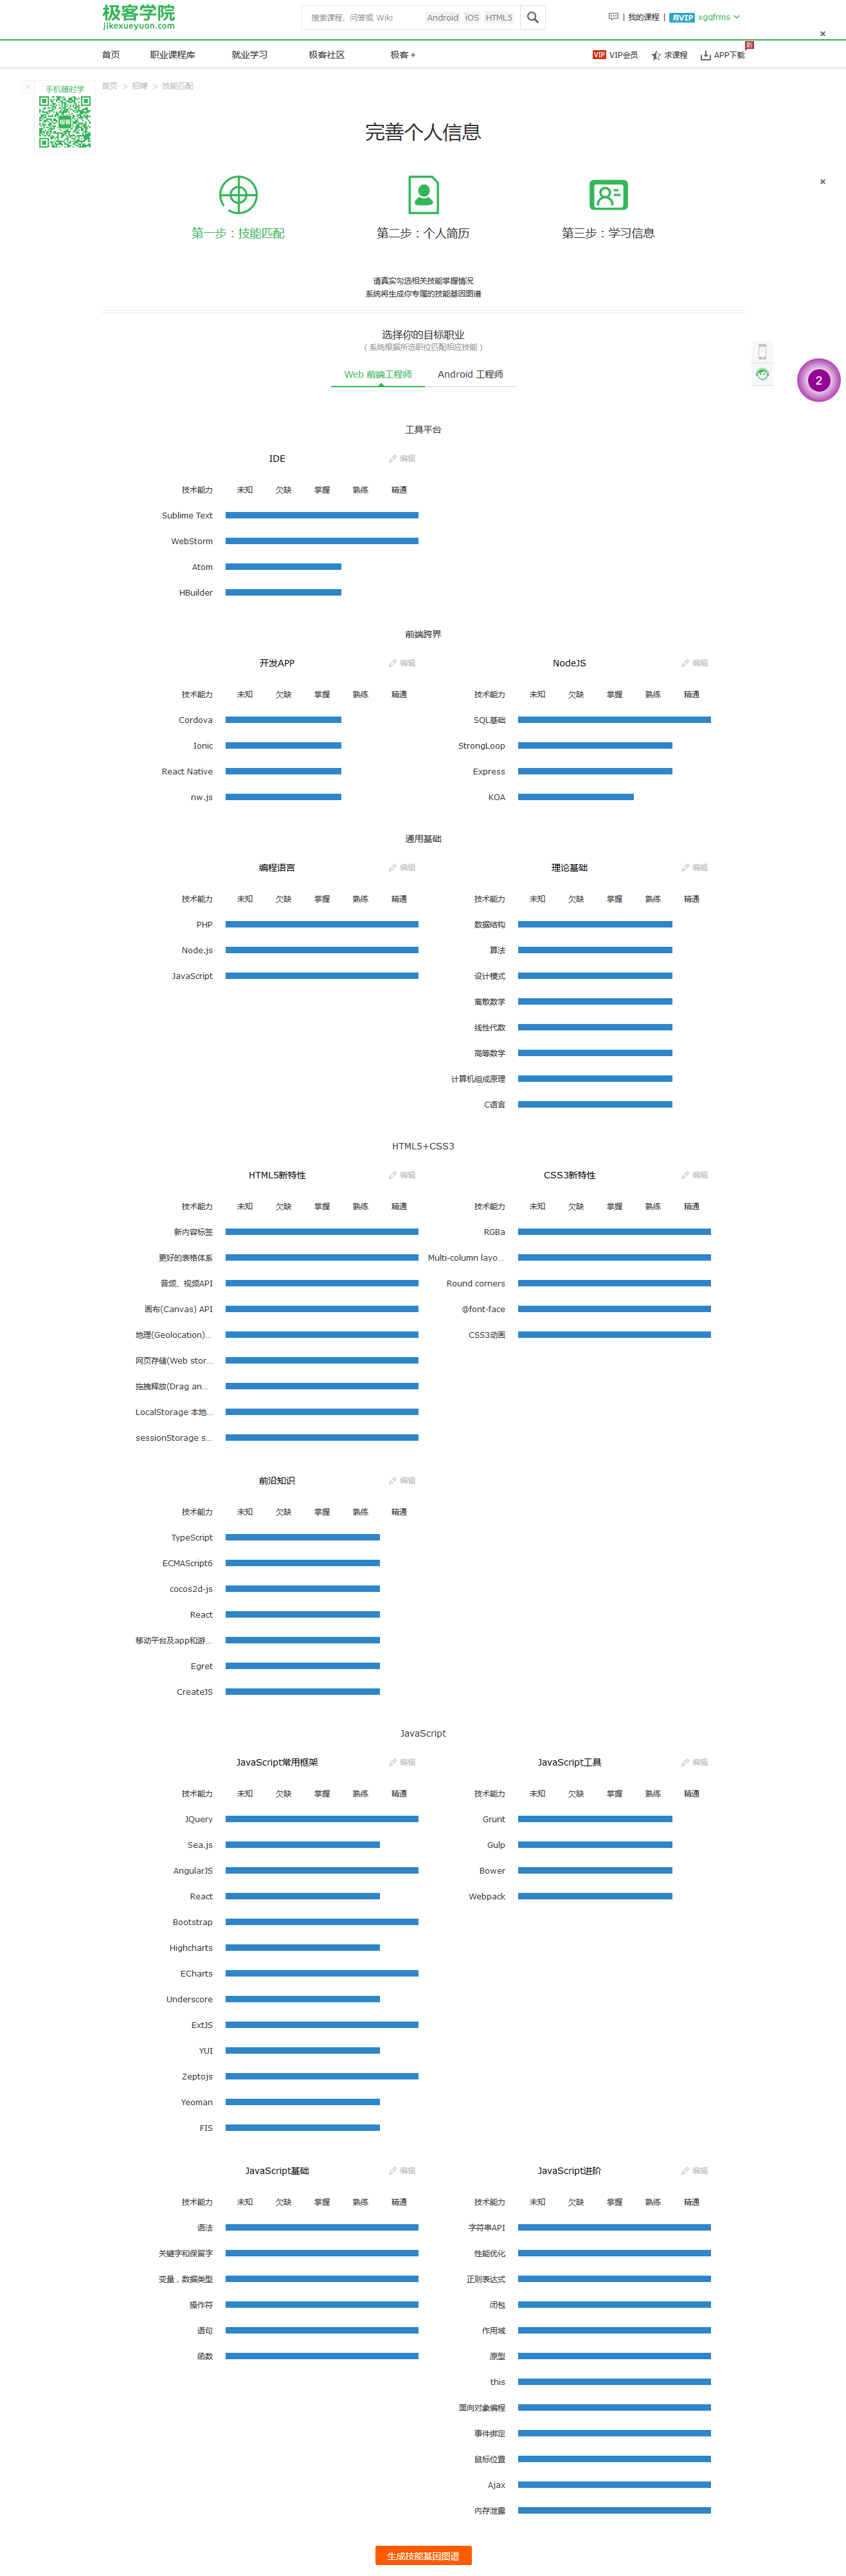 极客学院
jikexueyuan.com
搜索课程、问答或 Wiki Android iOS HTML5
我的课程 | 月VIP xgqfrms
首页 职业课程库 就业学习 极客社区 极客+ VIP VIP会员 求课程 APP下载 新
手机随时学
极客
首页 > 招聘 > 技能匹配
完善个人信息
第一步：技能匹配 第二步：个人简历 第三步：学习信息
请真实勾选相关技能掌握情况
系统将生成你专属的技能基因图谱
选择你的目标职业
（系统根据所选职位匹配相应技能）
Web 前端工程师 Android 工程师
2
工具平台
IDE 编辑
技术能力 未知 欠缺 掌握 熟练 精通
Sublime Text
WebStorm
Atom
HBuilder
前端跨界
开发APP 编辑
技术能力 未知 欠缺 掌握 熟练 精通
Cordova
Ionic
React Native
nw.js
NodeJS 编辑
技术能力 未知 欠缺 掌握 熟练 精通
SQL基础
StrongLoop
Express
KOA
通用基础
编程语言 编辑
技术能力 未知 欠缺 掌握 熟练 精通
PHP
Node.js
JavaScript
理论基础 编辑
技术能力 未知 欠缺 掌握 熟练 精通
数据结构
算法
设计模式
离散数学
线性代数
高等数学
计算机组成原理
C语言
HTML5+CSS3
HTML5新特性 编辑
技术能力 未知 欠缺 掌握 熟练 精通
新内容标签
更好的表格体系
音频、视频API
画布(Canvas) API
地理(Geolocation)...
网页存储(Web stor...
拖拽释放(Drag an...
LocalStorage 本地...
sessionStorage s...
CSS3新特性 编辑
技术能力 未知 欠缺 掌握 熟练 精通
RGBa
Multi-column layo...
Round corners
@font-face
CSS3动画
前沿知识 编辑
技术能力 未知 欠缺 掌握 熟练 精通
TypeScript
ECMAScript6
cocos2d-js
React
移动平台及app和游...
Egret
CreateJS
JavaScript
JavaScript常用框架 编辑
技术能力 未知 欠缺 掌握 熟练 精通
JQuery
Sea.js
AngularJS
React
Bootstrap
Highcharts
ECharts
Underscore
ExtJS
YUI
Zeptojs
Yeoman
FIS
JavaScript工具 编辑
技术能力 未知 欠缺 掌握 熟练 精通
Grunt
Gulp
Bower
Webpack
JavaScript基础 编辑
技术能力 未知 欠缺 掌握 熟练 精通
语法
关键字和保留字
变量，数据类型
操作符
语句
函数
JavaScript进阶 编辑
技术能力 未知 欠缺 掌握 熟练 精通
字符串API
性能优化
正则表达式
闭包
作用域
原型
this
面向对象编程
事件绑定
鼠标位置
Ajax
内存泄露
生成技能基因图谱